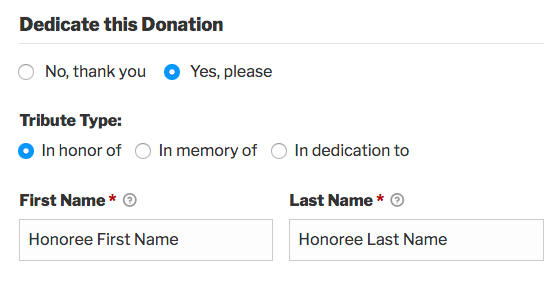 Dedicate this Donation
No, thank you Yes, please
Tribute Type:
In honor of In memory of In dedication to
First Name * ? Last Name * ?
Honoree First Name Honoree Last Name